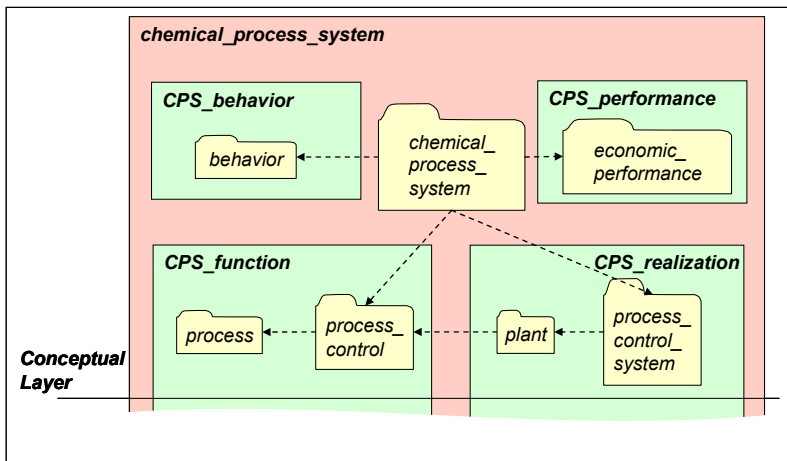 chemical_process_system
CPS_behavior
CPS_performance
behavior
chemical_
process_
system
economic_
performance
CPS_function
CPS_realization
process
process_
control
plant
process_
control_
system
Conceptual
Layer